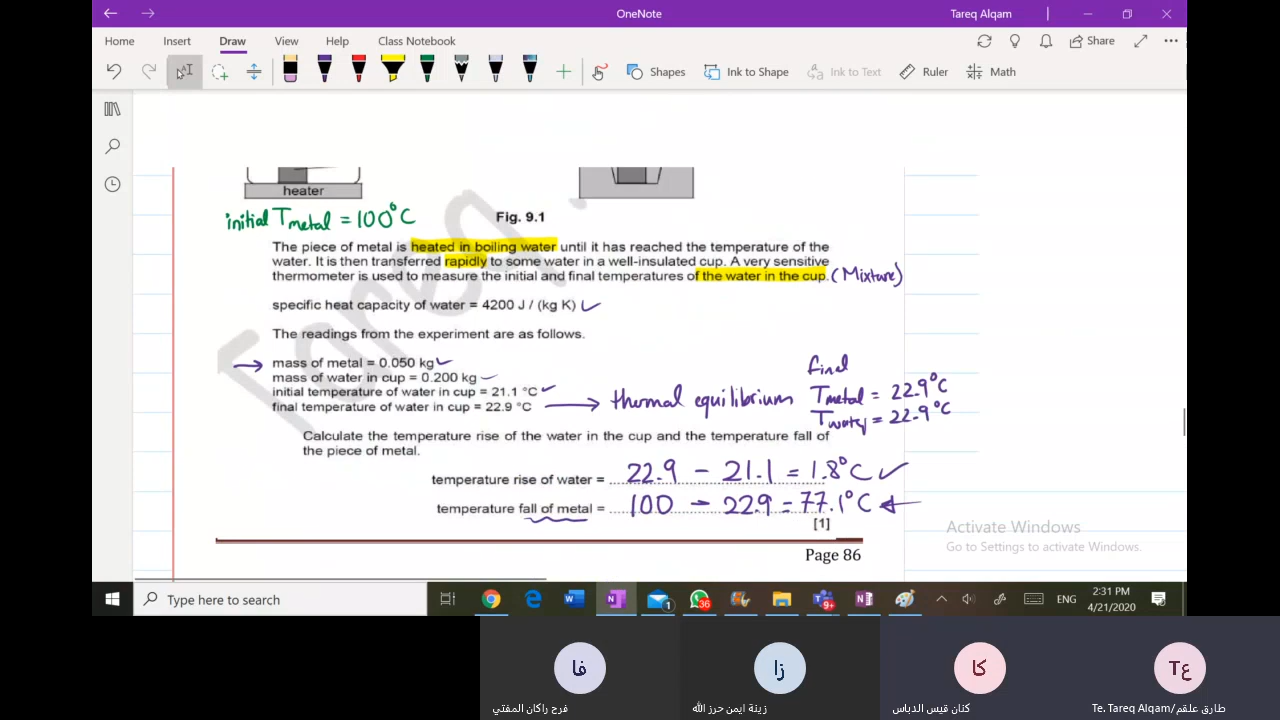 OneNote
Tareq Alqam
Home Insert Draw View Help Class Notebook
Share
Shapes Ink to Shape Ink to Text Ruler Math
heater
initial Tmetal = 100°C
Fig. 9.1
The piece of metal is heated in boiling water until it has reached the temperature of the
water. It is then transferred rapidly to some water in a well-insulated cup. A very sensitive
thermometer is used to measure the initial and final temperatures of the water in the cup. (Mixture)
specific heat capacity of water = 4200 J / (kg K)
The readings from the experiment are as follows.
mass of metal = 0.050 kg
mass of water in cup = 0.200 kg
initial temperature of water in cup = 21.1 °C
final temperature of water in cup = 22.9 °C
thermal equilibrium
final
Tmetal = 22.9°C
Twater = 22.9°C
Calculate the temperature rise of the water in the cup and the temperature fall of
the piece of metal.
temperature rise of water = 22.9 - 21.1 = 1.8°C
temperature fall of metal = 100 - 22.9 = 77.1°C
[1]
Page 86
Tareq
Activate Windows
Go to Settings to activate Windows.
Type here to search
1
36
9+
ENG
2:31 PM
4/21/2020
فا
زا
كا
Tع
فرح راكان المفتي
زينة ايمن حرز الله
كنان قيس الدباس
Te. Tareq Alqam/طارق علقم